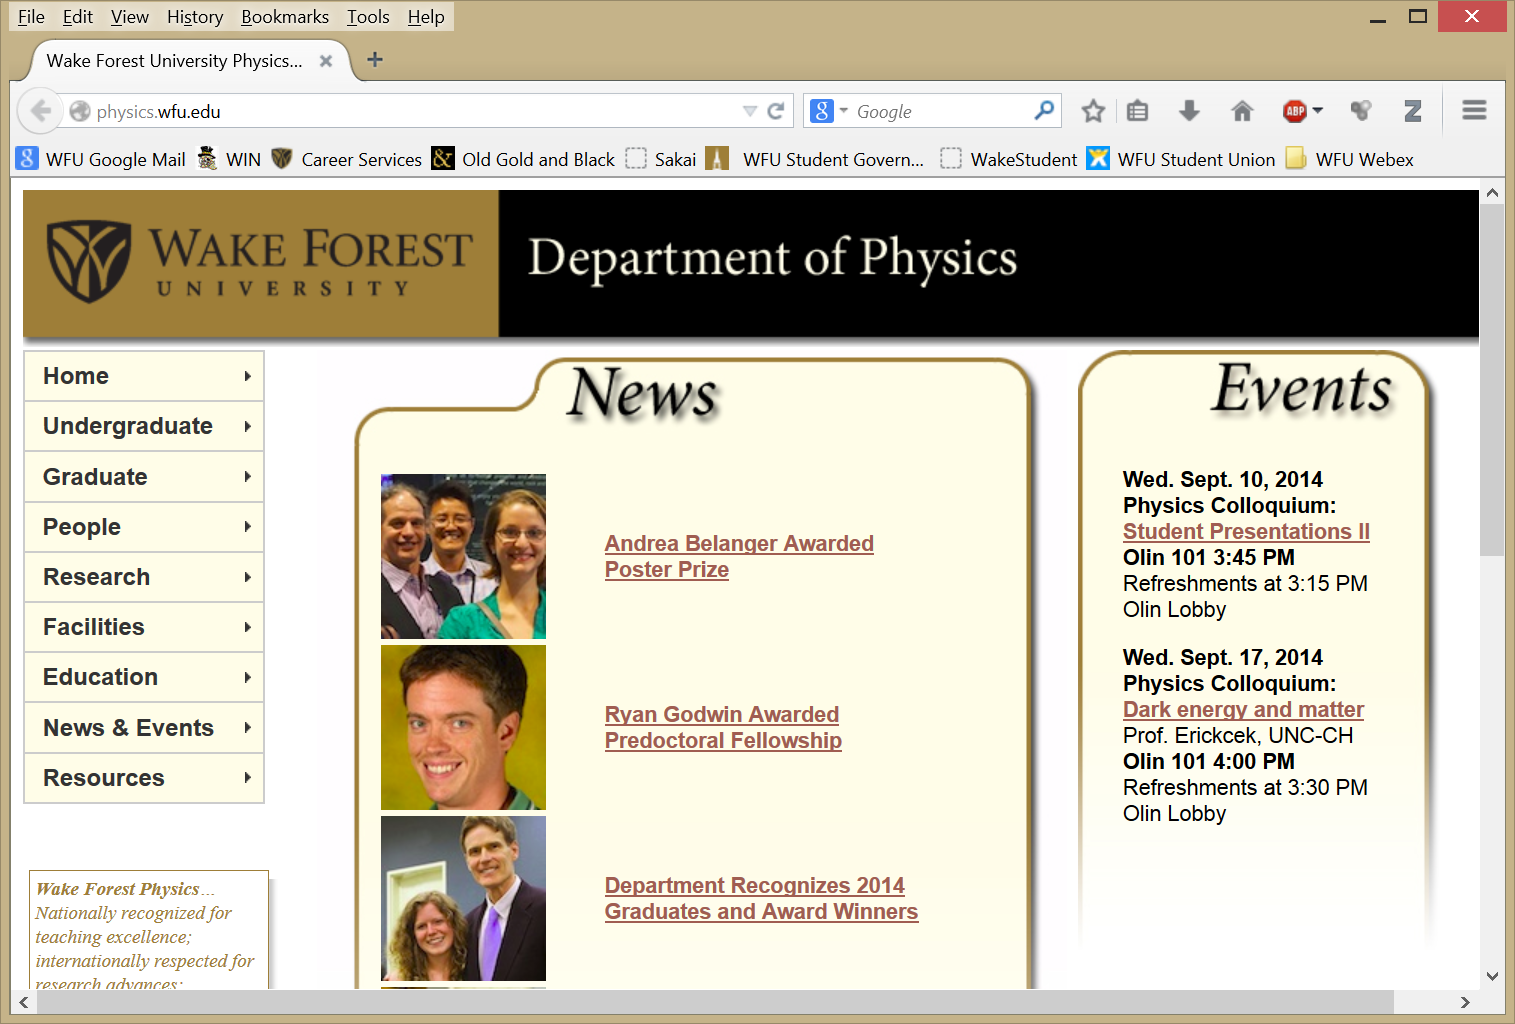 File Edit View History Bookmarks Tools Help
Wake Forest University Physics...
physics.wfu.edu
Google
ABP
WFU Google Mail WIN Career Services Old Gold and Black Sakai WFU Student Govern... WakeStudent WFU Student Union WFU Webex
WAKE FOREST
UNIVERSITY
Department of Physics
Home
Undergraduate
Graduate
People
Research
Facilities
Education
News & Events
Resources
Wake Forest Physics...
Nationally recognized for
teaching excellence;
internationally respected for
research advances;
News
Andrea Belanger Awarded
Poster Prize
Ryan Godwin Awarded
Predoctoral Fellowship
Department Recognizes 2014
Graduates and Award Winners
Events
Wed. Sept. 10, 2014
Physics Colloquium:
Student Presentations II
Olin 101 3:45 PM
Refreshments at 3:15 PM
Olin Lobby
Wed. Sept. 17, 2014
Physics Colloquium:
Dark energy and matter
Prof. Erickcek, UNC-CH
Olin 101 4:00 PM
Refreshments at 3:30 PM
Olin Lobby